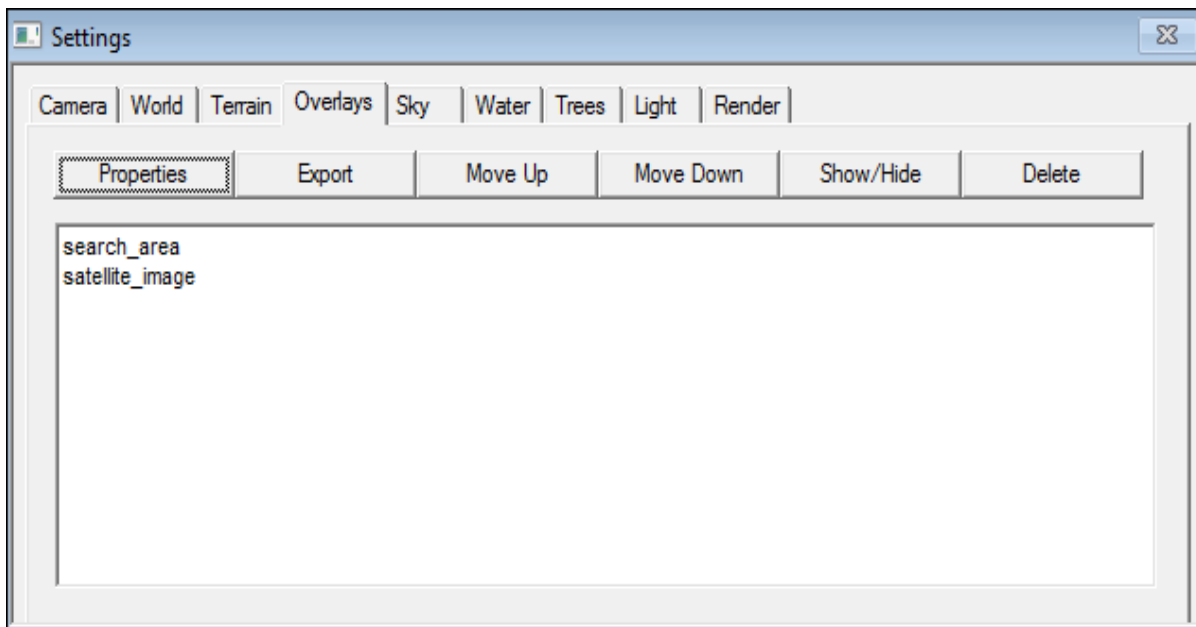 Settings
Camera World Terrain Overlays Sky Water Trees Light Render
Properties Export Move Up Move Down Show/Hide Delete
search_area
satellite_image